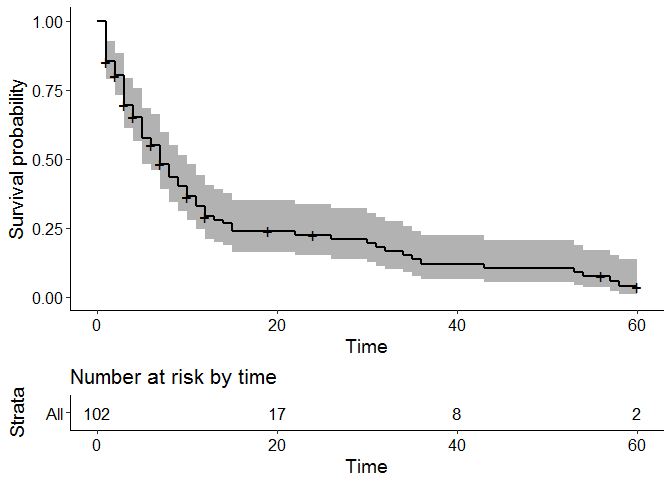 1.00
0.75
0.50
0.25
0.00
Survival probability
0 20 40 60
Time
Number at risk by time
Strata
All 102 17 8 2
0 20 40 60
Time